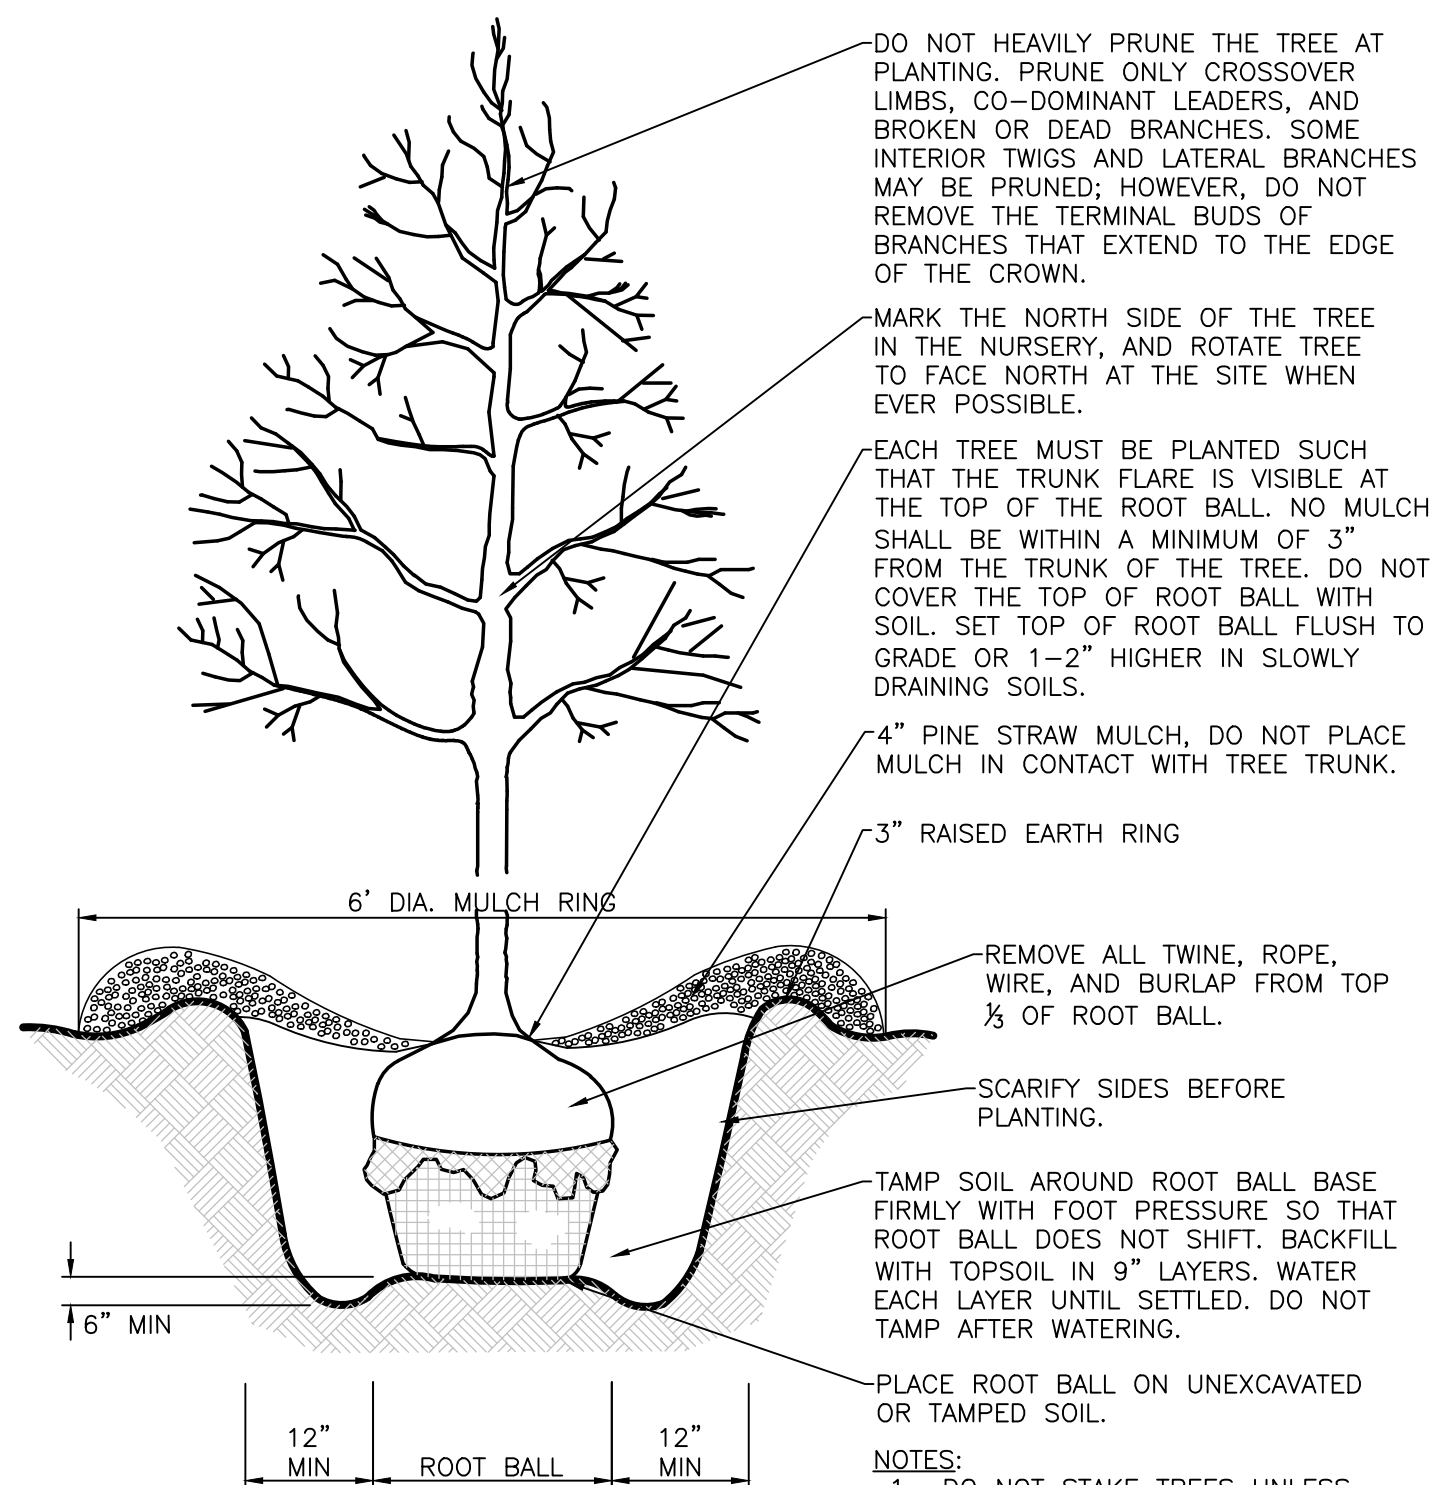 DO NOT HEAVILY PRUNE THE TREE AT
PLANTING. PRUNE ONLY CROSSOVER
LIMBS, CO-DOMINANT LEADERS, AND
BROKEN OR DEAD BRANCHES. SOME
INTERIOR TWIGS AND LATERAL BRANCHES
MAY BE PRUNED; HOWEVER, DO NOT
REMOVE THE TERMINAL BUDS OF
BRANCHES THAT EXTEND TO THE EDGE
OF THE CROWN.
MARK THE NORTH SIDE OF THE TREE
IN THE NURSERY, AND ROTATE TREE
TO FACE NORTH AT THE SITE WHEN
EVER POSSIBLE.
EACH TREE MUST BE PLANTED SUCH
THAT THE TRUNK FLARE IS VISIBLE AT
THE TOP OF THE ROOT BALL. NO MULCH
SHALL BE WITHIN A MINIMUM OF 3”
FROM THE TRUNK OF THE TREE. DO NOT
COVER THE TOP OF ROOT BALL WITH
SOIL. SET TOP OF ROOT BALL FLUSH TO
GRADE OR 1-2” HIGHER IN SLOWLY
DRAINING SOILS.
4” PINE STRAW MULCH, DO NOT PLACE
MULCH IN CONTACT WITH TREE TRUNK.
3” RAISED EARTH RING
6’ DIA. MULCH RING
REMOVE ALL TWINE, ROPE,
WIRE, AND BURLAP FROM TOP
⅓ OF ROOT BALL.
SCARIFY SIDES BEFORE
PLANTING.
TAMP SOIL AROUND ROOT BALL BASE
FIRMLY WITH FOOT PRESSURE SO THAT
ROOT BALL DOES NOT SHIFT. BACKFILL
WITH TOPSOIL IN 9” LAYERS. WATER
EACH LAYER UNTIL SETTLED. DO NOT
TAMP AFTER WATERING.
6” MIN
PLACE ROOT BALL ON UNEXCAVATED
OR TAMPED SOIL.
12”
MIN
ROOT BALL
12”
MIN
NOTES:
1. DO NOT STAKE TREES UNLESS